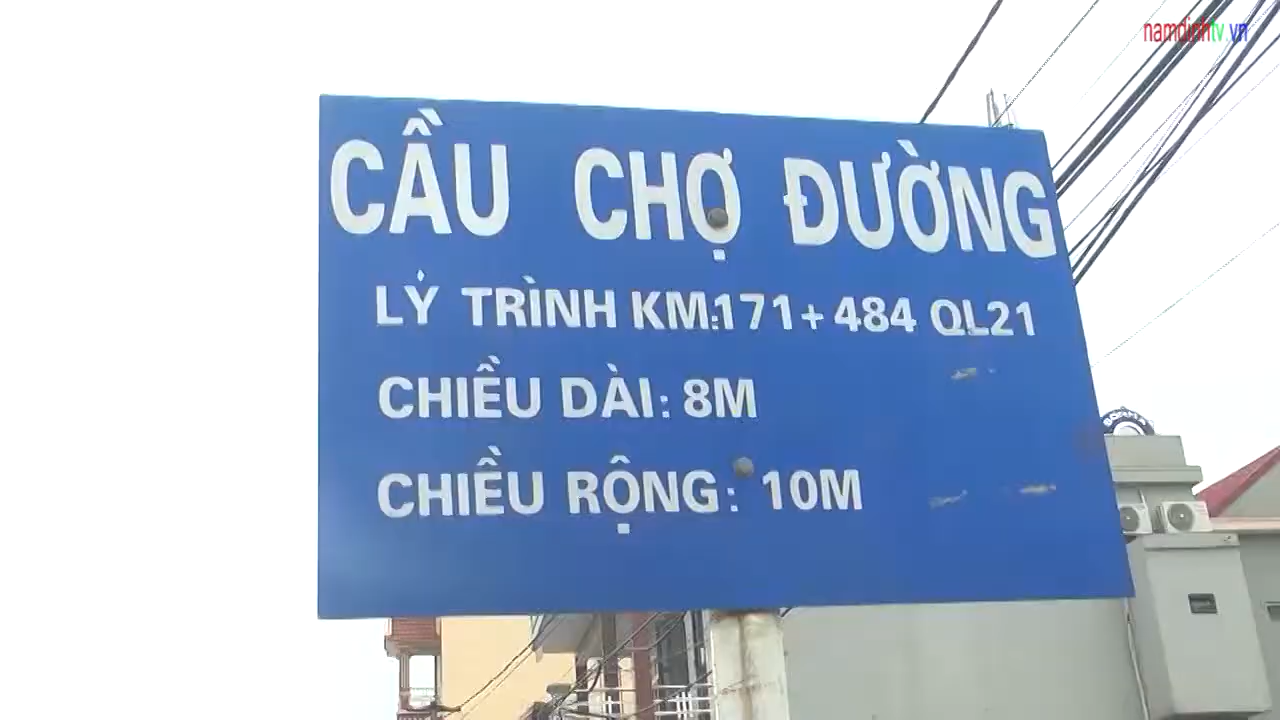 namdinhtv.vn
CẦU CHỢ ĐƯỜNG
LÝ TRÌNH KM:171+484 QL21
CHIỀU DÀI: 8M
CHIỀU RỘNG: 10M